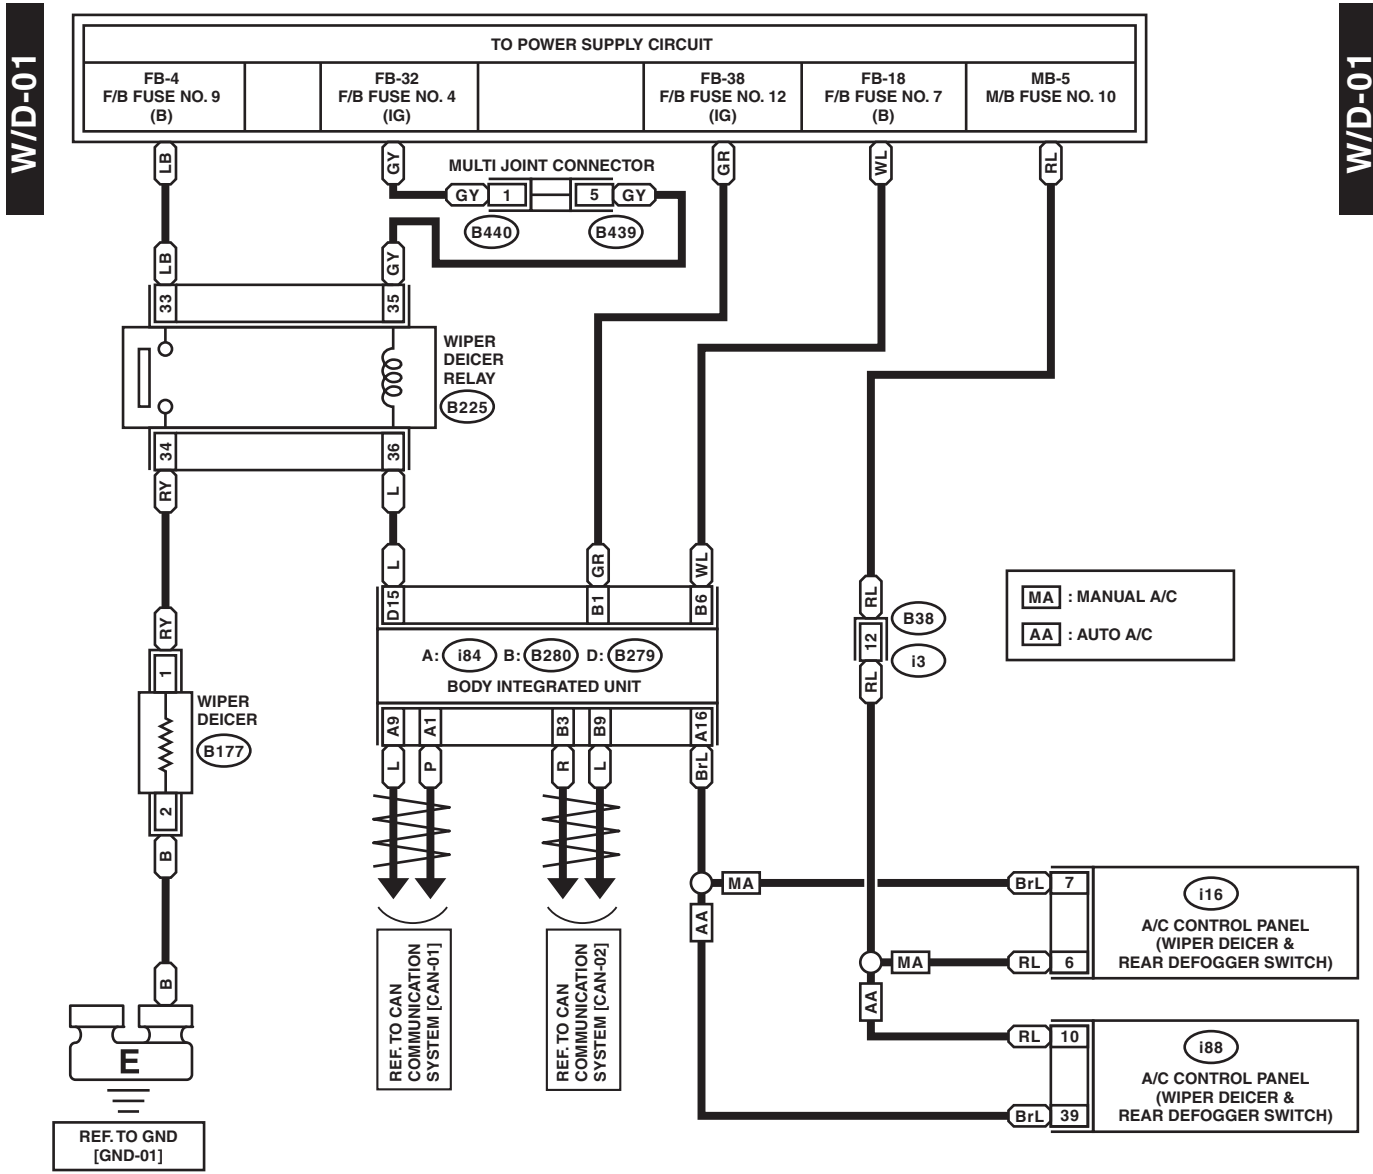 W/D-01
W/D-01
TO POWER SUPPLY CIRCUIT
FB-4
F/B FUSE NO. 9
(B)
FB-32
F/B FUSE NO. 4
(IG)
FB-38
F/B FUSE NO. 12
(IG)
FB-18
F/B FUSE NO. 7
(B)
MB-5
M/B FUSE NO. 10
LB
GY
GR
WL
RL
MULTI JOINT CONNECTOR
GY
1
5
GY
B440
B439
LB
GY
33
35
WIPER
DEICER
RELAY
B225
34
36
RY
L
L
GR
WL
D15
B1
B6
A: i84 B: B280 D: B279
BODY INTEGRATED UNIT
A9
A1
B3
B9
A16
L
P
R
L
BrL
RL
B38
12
i3
RL
MA : MANUAL A/C
AA : AUTO A/C
RY
1
WIPER
DEICER
B177
2
B
B
E
REF. TO GND
[GND-01]
REF. TO CAN
COMMUNICATION
SYSTEM [CAN-01]
REF. TO CAN
COMMUNICATION
SYSTEM [CAN-02]
MA
AA
BrL
7
i16
A/C CONTROL PANEL
(WIPER DEICER &
REAR DEFOGGER SWITCH)
MA
RL
6
AA
RL
10
i88
A/C CONTROL PANEL
(WIPER DEICER &
REAR DEFOGGER SWITCH)
BrL
39